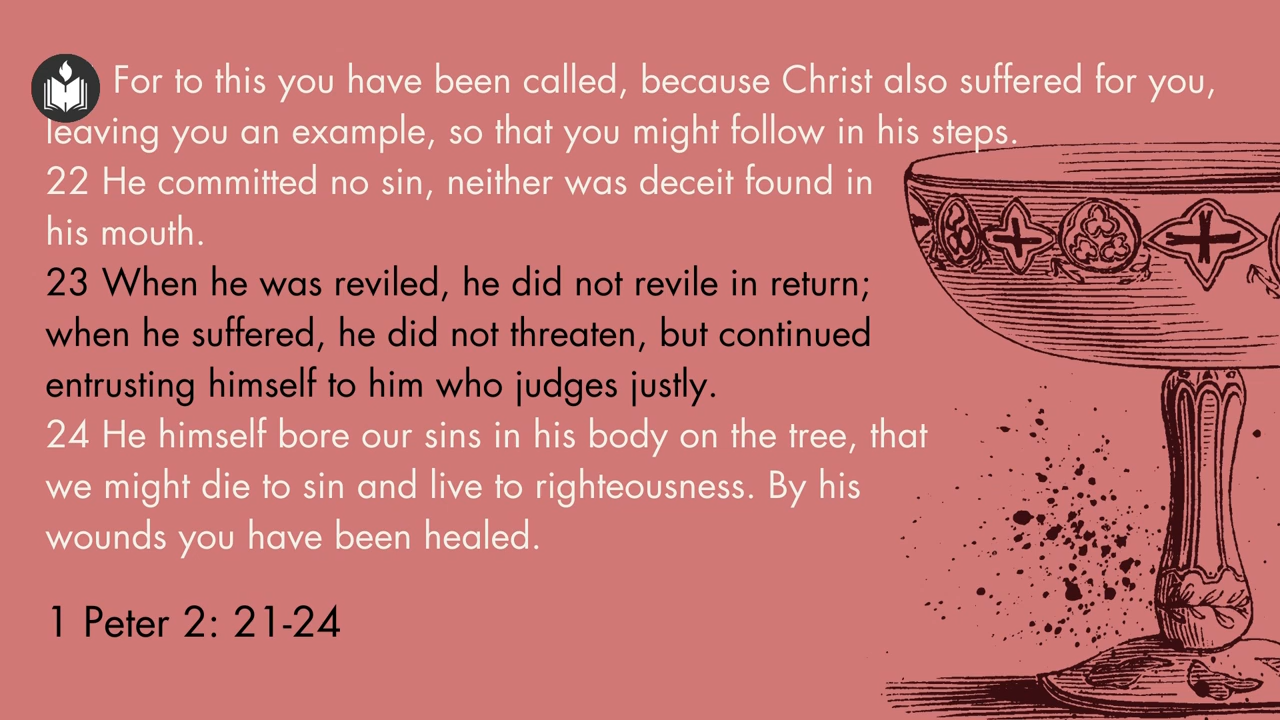 For to this you have been called, because Christ also suffered for you,
leaving you an example, so that you might follow in his steps.
22 He committed no sin, neither was deceit found in
his mouth.
23 When he was reviled, he did not revile in return;
when he suffered, he did not threaten, but continued
entrusting himself to him who judges justly.
24 He himself bore our sins in his body on the tree, that
we might die to sin and live to righteousness. By his
wounds you have been healed.
1 Peter 2: 21-24